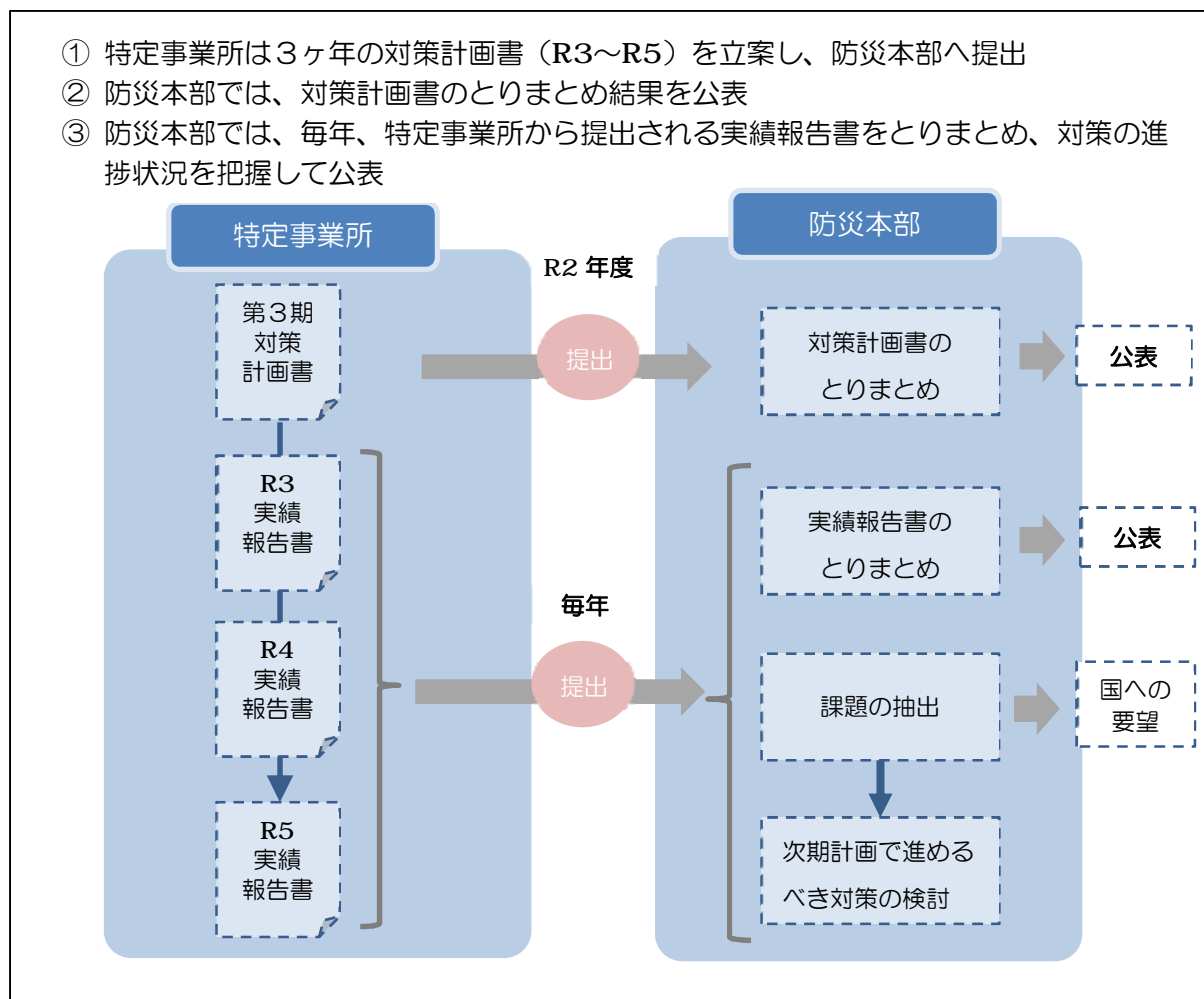 ① 特定事業所は３ヶ年の対策計画書（R3～R5）を立案し、防災本部へ提出
② 防災本部では、対策計画書のとりまとめ結果を公表
③ 防災本部では、毎年、特定事業所から提出される実績報告書をとりまとめ、対策の進
捗状況を把握して公表
特定事業所
防災本部
R2 年度
第３期
対策
計画書
提出
対策計画書の
とりまとめ
公表
R3
実績
報告書
実績報告書の
とりまとめ
公表
毎年
R4
実績
報告書
提出
課題の抽出
国への
要望
R5
実績
報告書
次期計画で進める
べき対策の検討